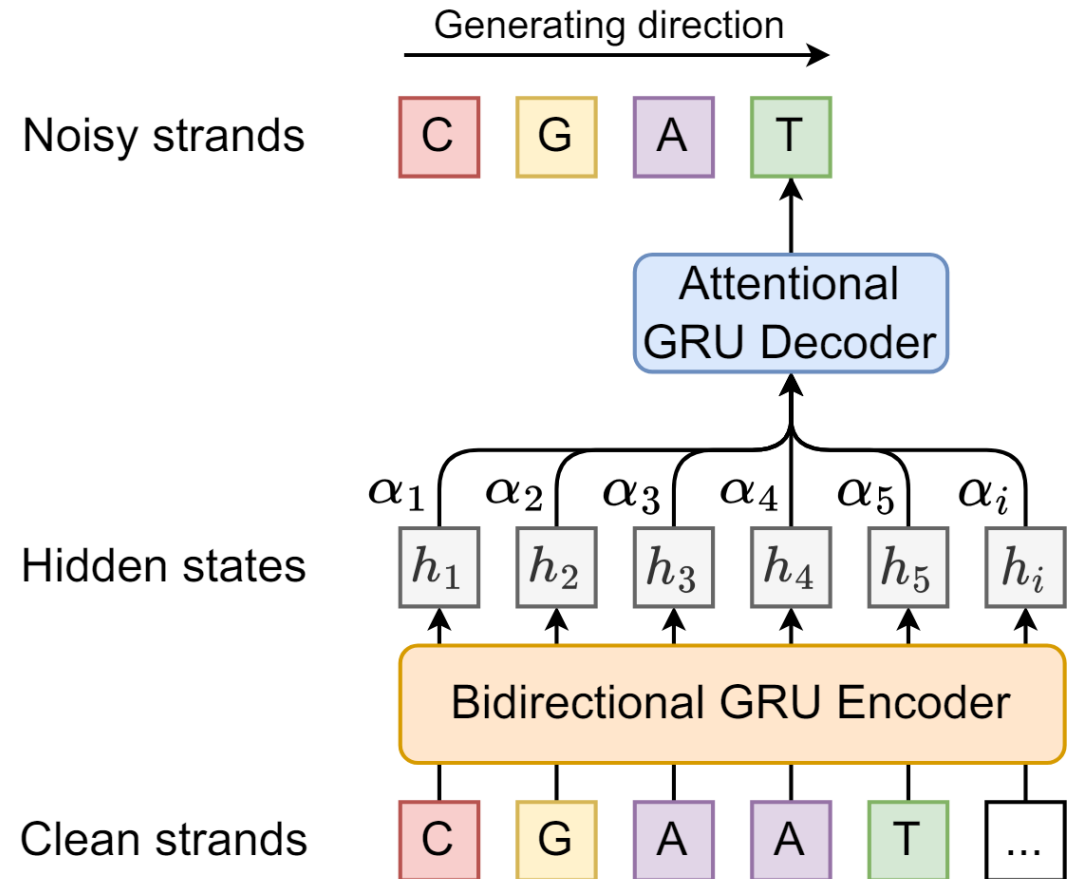 Generating direction
Noisy strands C G A T
Attentional
GRU Decoder
α₁ α₂ α₃ α₄ α₅ αᵢ
Hidden states h₁ h₂ h₃ h₄ h₅ hᵢ
Bidirectional GRU Encoder
Clean strands C G A A T ...